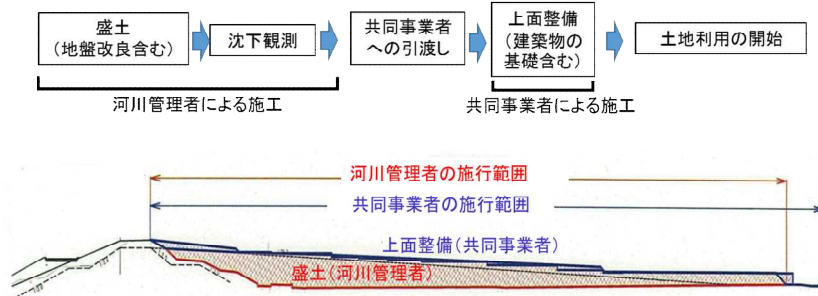 盛土
(地盤改良含む)
沈下観測
共同事業者
への引渡し
上面整備
(建築物の
基礎含む)
土地利用の開始
河川管理者による施工
共同事業者による施工
河川管理者の施行範囲
共同事業者の施行範囲
上面整備(共同事業者)
盛土(河川管理者)